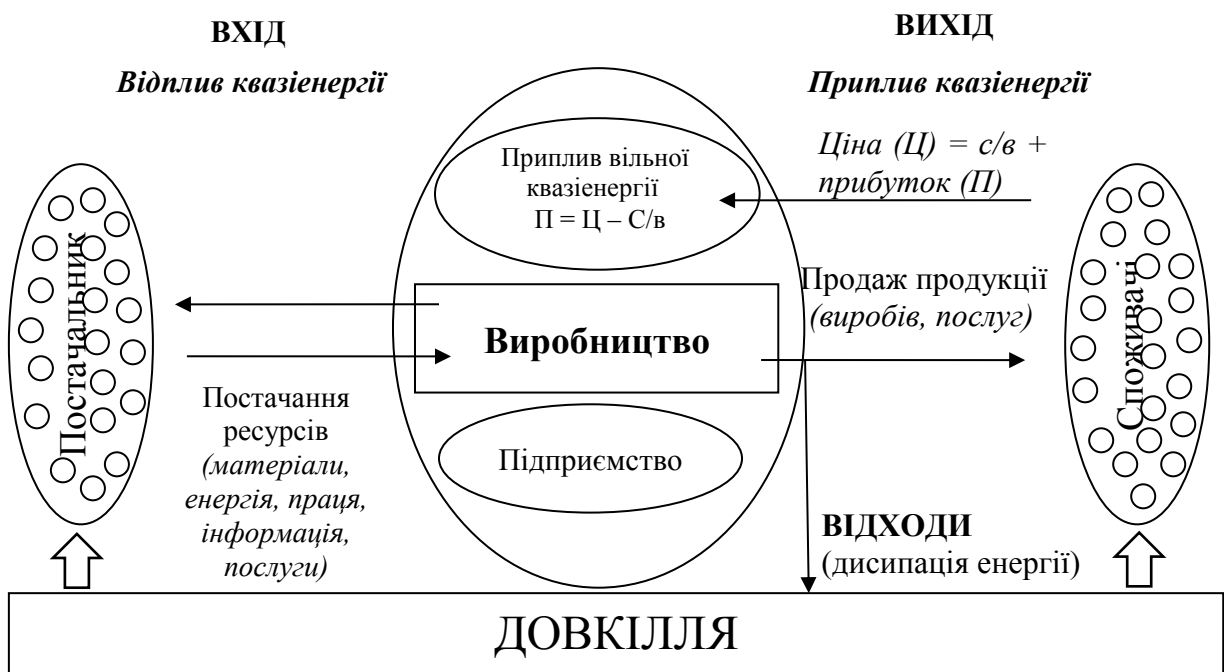 ВХІД
Відплив квазіенергії
ВИХІД
Приплив квазіенергії
Ціна (Ц) = с/в +
прибуток (П)
Приплив вільної
квазіенергії
П = Ц – С/в
Постачальник
Виробництво
Продаж продукції
(виробів, послуг)
Споживачі
Постачання
ресурсів
(матеріали,
енергія, праця,
інформація,
послуги)
Підприємство
ВІДХОДИ
(дисипація енергії)
ДОВКІЛЛЯ